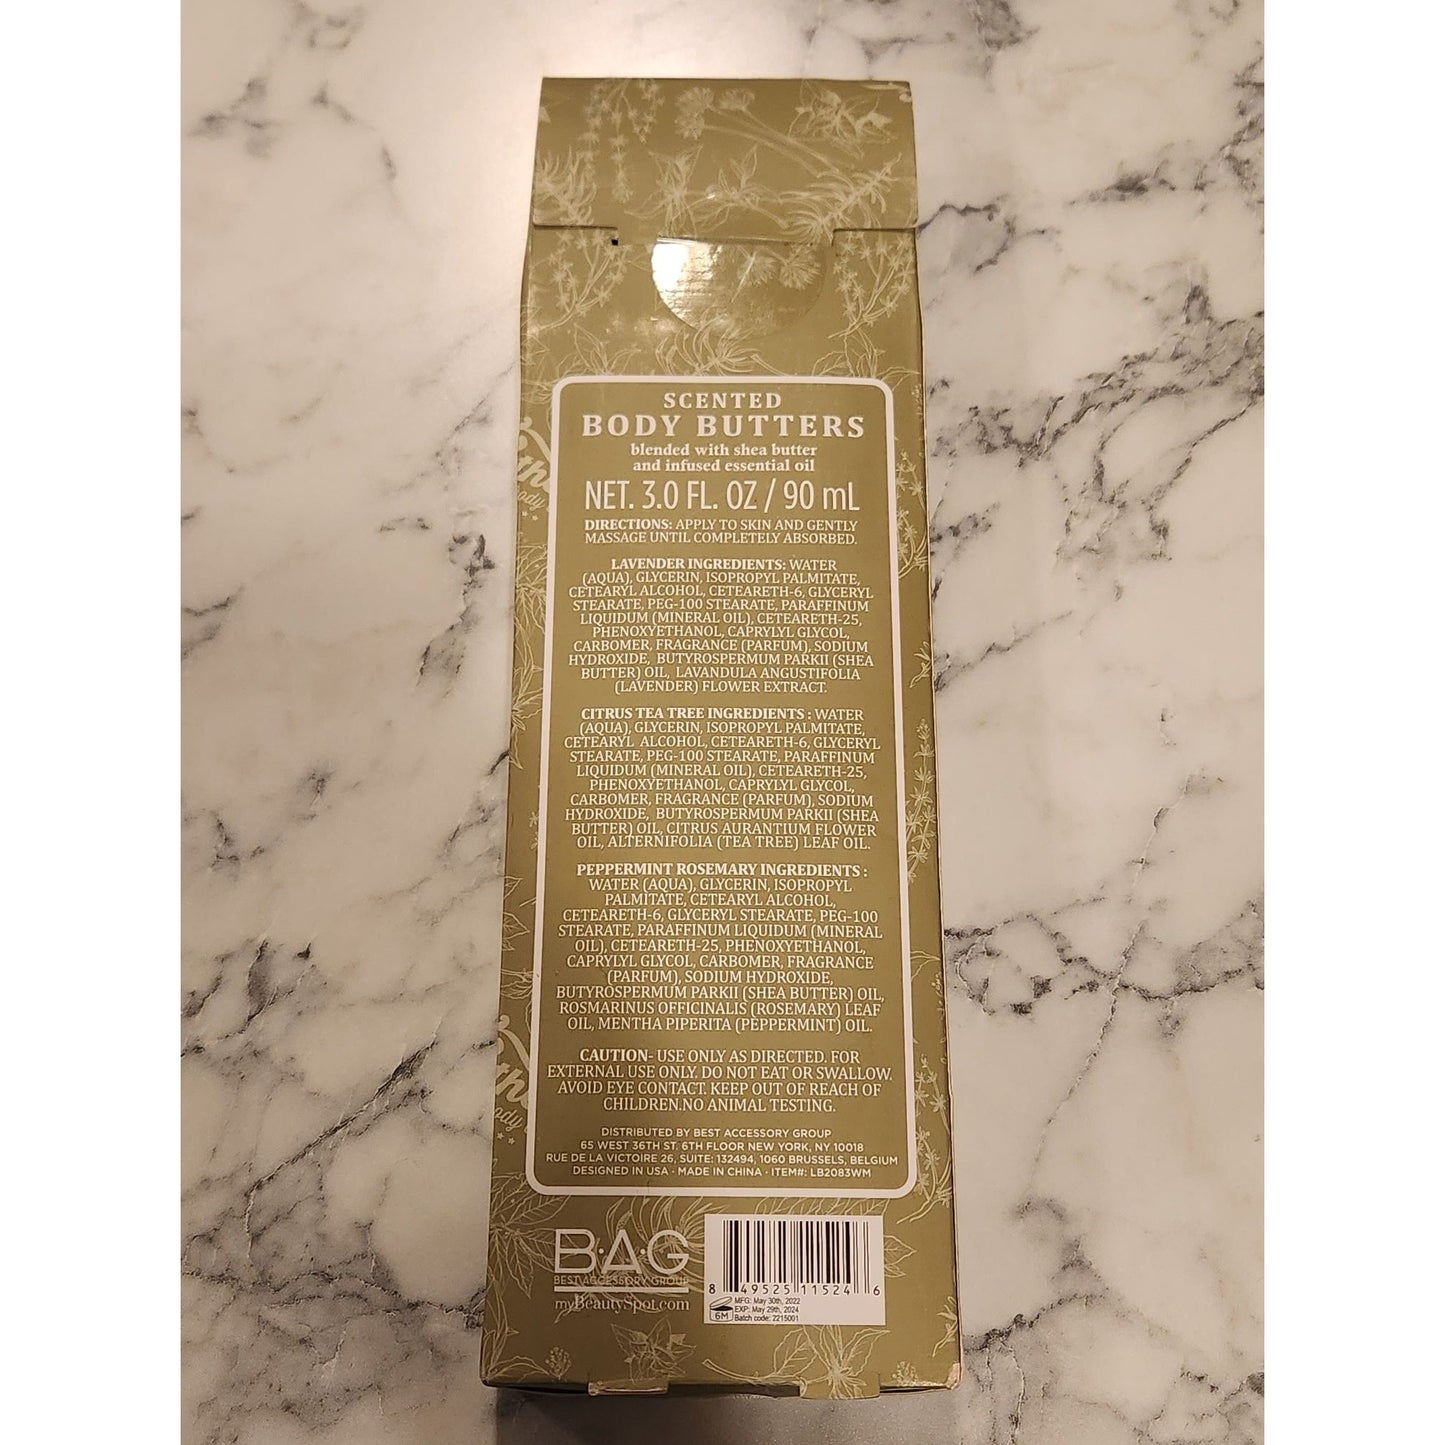 SCENTED
BODY BUTTERS
blended with shea butter
and infused essential oil
NET. 3.0 FL. OZ / 90 mL
DIRECTIONS: APPLY TO SKIN AND GENTLY
MASSAGE UNTIL COMPLETELY ABSORBED.
LAVENDER INGREDIENTS: WATER
(AQUA), GLYCERIN, ISOPROPYL PALMITATE,
CETEARYL ALCOHOL, CETEARETH-6, GLYCERYL
STEARATE, PEG-100 STEARATE, PARAFFINUM
LIQUIDUM (MINERAL OIL), CETEARETH-25,
PHENOXYETHANOL, CAPRYLYL GLYCOL,
CARBOMER, FRAGRANCE (PARFUM), SODIUM
HYDROXIDE, BUTYROSPERMUM PARKII (SHEA
BUTTER) OIL, LAVANDULA ANGUSTIFOLIA
(LAVENDER) FLOWER EXTRACT.
CITRUS TEA TREE INGREDIENTS : WATER
(AQUA), GLYCERIN, ISOPROPYL PALMITATE,
CETEARYL ALCOHOL, CETEARETH-6, GLYCERYL
STEARATE, PEG-100 STEARATE, PARAFFINUM
LIQUIDUM (MINERAL OIL), CETEARETH-25,
PHENOXYETHANOL, CAPRYLYL GLYCOL,
CARBOMER, FRAGRANCE (PARFUM), SODIUM
HYDROXIDE, BUTYROSPERMUM PARKII (SHEA
BUTTER) OIL, CITRUS AURANTIUM FLOWER
OIL, ALTERNIFOLIA (TEA TREE) LEAF OIL.
PEPPERMINT ROSEMARY INGREDIENTS :
WATER (AQUA), GLYCERIN, ISOPROPYL
PALMITATE, CETEARYL ALCOHOL,
CETEARETH-6, GLYCERYL STEARATE, PEG-100
STEARATE, PARAFFINUM LIQUIDUM (MINERAL
OIL), CETEARETH-25, PHENOXYETHANOL,
CAPRYLYL GLYCOL, CARBOMER, FRAGRANCE
(PARFUM), SODIUM HYDROXIDE,
BUTYROSPERMUM PARKII (SHEA BUTTER) OIL,
ROSMARINUS OFFICINALIS (ROSEMARY) LEAF
OIL, MENTHA PIPERITA (PEPPERMINT) OIL.
CAUTION- USE ONLY AS DIRECTED. FOR
EXTERNAL USE ONLY. DO NOT EAT OR SWALLOW.
AVOID EYE CONTACT. KEEP OUT OF REACH OF
CHILDREN.NO ANIMAL TESTING.
DISTRIBUTED BY BEST ACCESSORY GROUP
65 WEST 36TH ST. 6TH FLOOR NEW YORK, NY 10018
RUE DE LA VICTOIRE 26, SUITE: 132494, 1060 BRUSSELS, BELGIUM
DESIGNED IN USA · MADE IN CHINA · ITEM#: LB2083WM
B·A·G
BEST ACCESSORY GROUP
myBeautySpot.com
8 49525 11524 6
MFG: May 30th, 2022
EXP: May 29th, 2024
Batch code: 2215001
6M